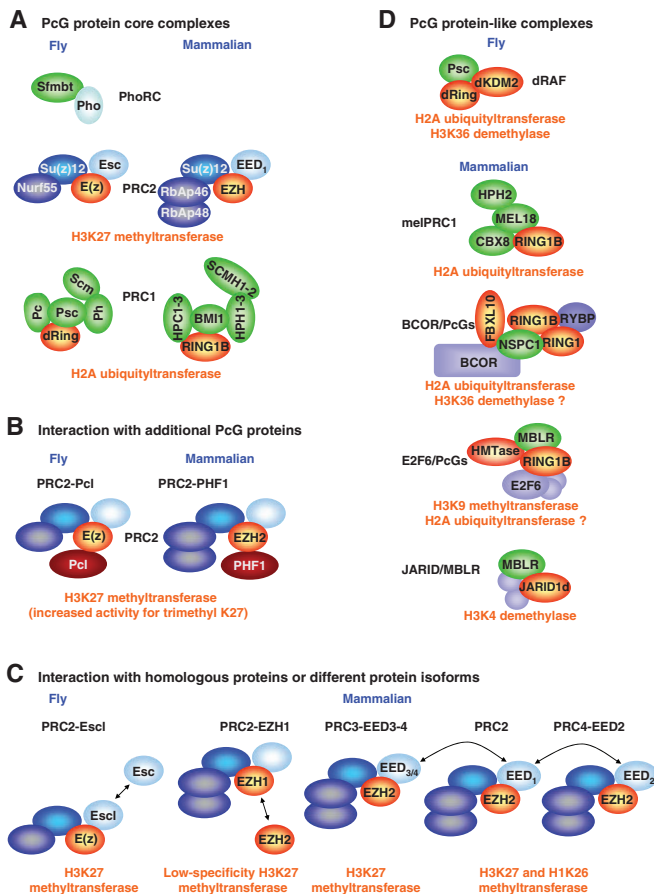 A PcG protein core complexes
Fly
Mammalian
Sfmbt
Pho
PhoRC
Su(z)12
Esc
Nurf55
E(z)
PRC2
Su(z)12
EED1
RbAp46
EZH
RbAp48
H3K27 methyltransferase
Scm
Pc
Psc
Ph
dRing
PRC1
SCMH1-2
HPC1-3
BMI1
HPH1-3
RING1B
H2A ubiquityltransferase
B Interaction with additional PcG proteins
Fly
Mammalian
PRC2-Pcl
PRC2-PHF1
E(z)
Pcl
PRC2
EZH2
PHF1
H3K27 methyltransferase
(increased activity for trimethyl K27)
C Interaction with homologous proteins or different protein isoforms
Fly
Mammalian
PRC2-Escl
PRC2-EZH1
PRC3-EED3-4
PRC2
PRC4-EED2
Esc
Escl
E(z)
EZH1
EZH2
EED3/4
EZH2
EED1
EZH2
EED2
EZH2
H3K27
methyltransferase
Low-specificity H3K27
methyltransferase
H3K27
methyltransferase
H3K27 and H1K26
methyltransferase
D PcG protein-like complexes
Fly
Psc
dKDM2
dRing
dRAF
H2A ubiquityltransferase
H3K36 demethylase
Mammalian
HPH2
MEL18
melPRC1
CBX8
RING1B
H2A ubiquityltransferase
FBXL10
RING1B
RYBP
BCOR/PcGs
NSPC1
RING1
BCOR
H2A ubiquityltransferase
H3K36 demethylase ?
MBLR
HMTase
E2F6/PcGs
RING1B
E2F6
H3K9 methyltransferase
H2A ubiquityltransferase ?
JARID/MBLR
MBLR
JARID1d
H3K4 demethylase